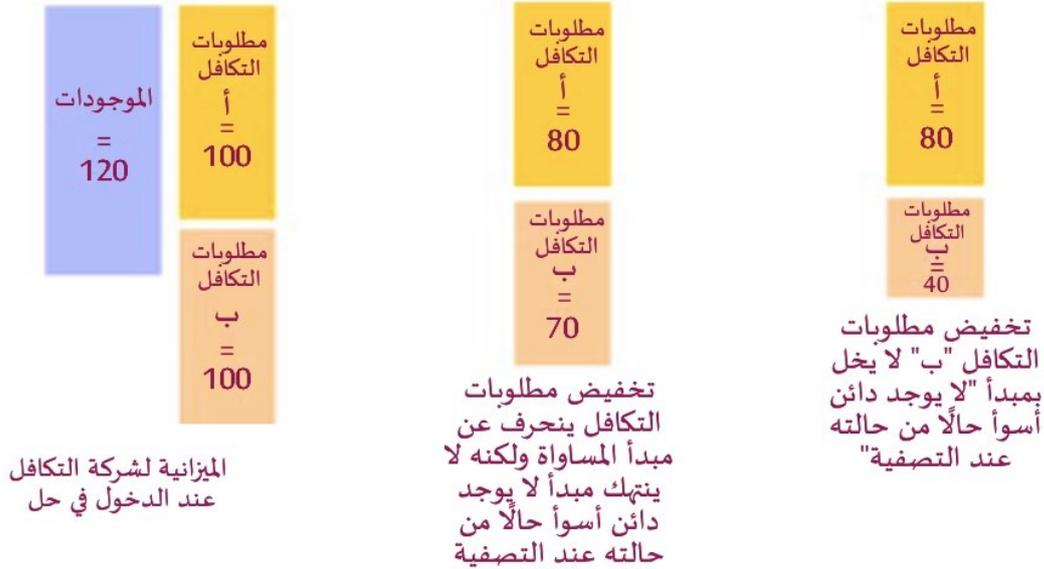 الموجودات
=
120
مطلوبات
التكافل
أ
=
100
مطلوبات
التكافل
ب
=
100
الميزانية لشركة التكافل
عند الدخول في حل
مطلوبات
التكافل
أ
=
80
مطلوبات
التكافل
ب
=
70
تخفيض مطلوبات
التكافل ينحرف عن
مبدأ المساواة ولكنه لا
ينتهك مبدأ لا يوجد
دائن أسوأ حالًا من
حالته عند التصفية
مطلوبات
التكافل
أ
=
80
مطلوبات
التكافل
ب
=
40
تخفيض مطلوبات
التكافل "ب" لا يخل
بمبدأ "لا يوجد دائن
أسوأ حالًا من حالته
عند التصفية"